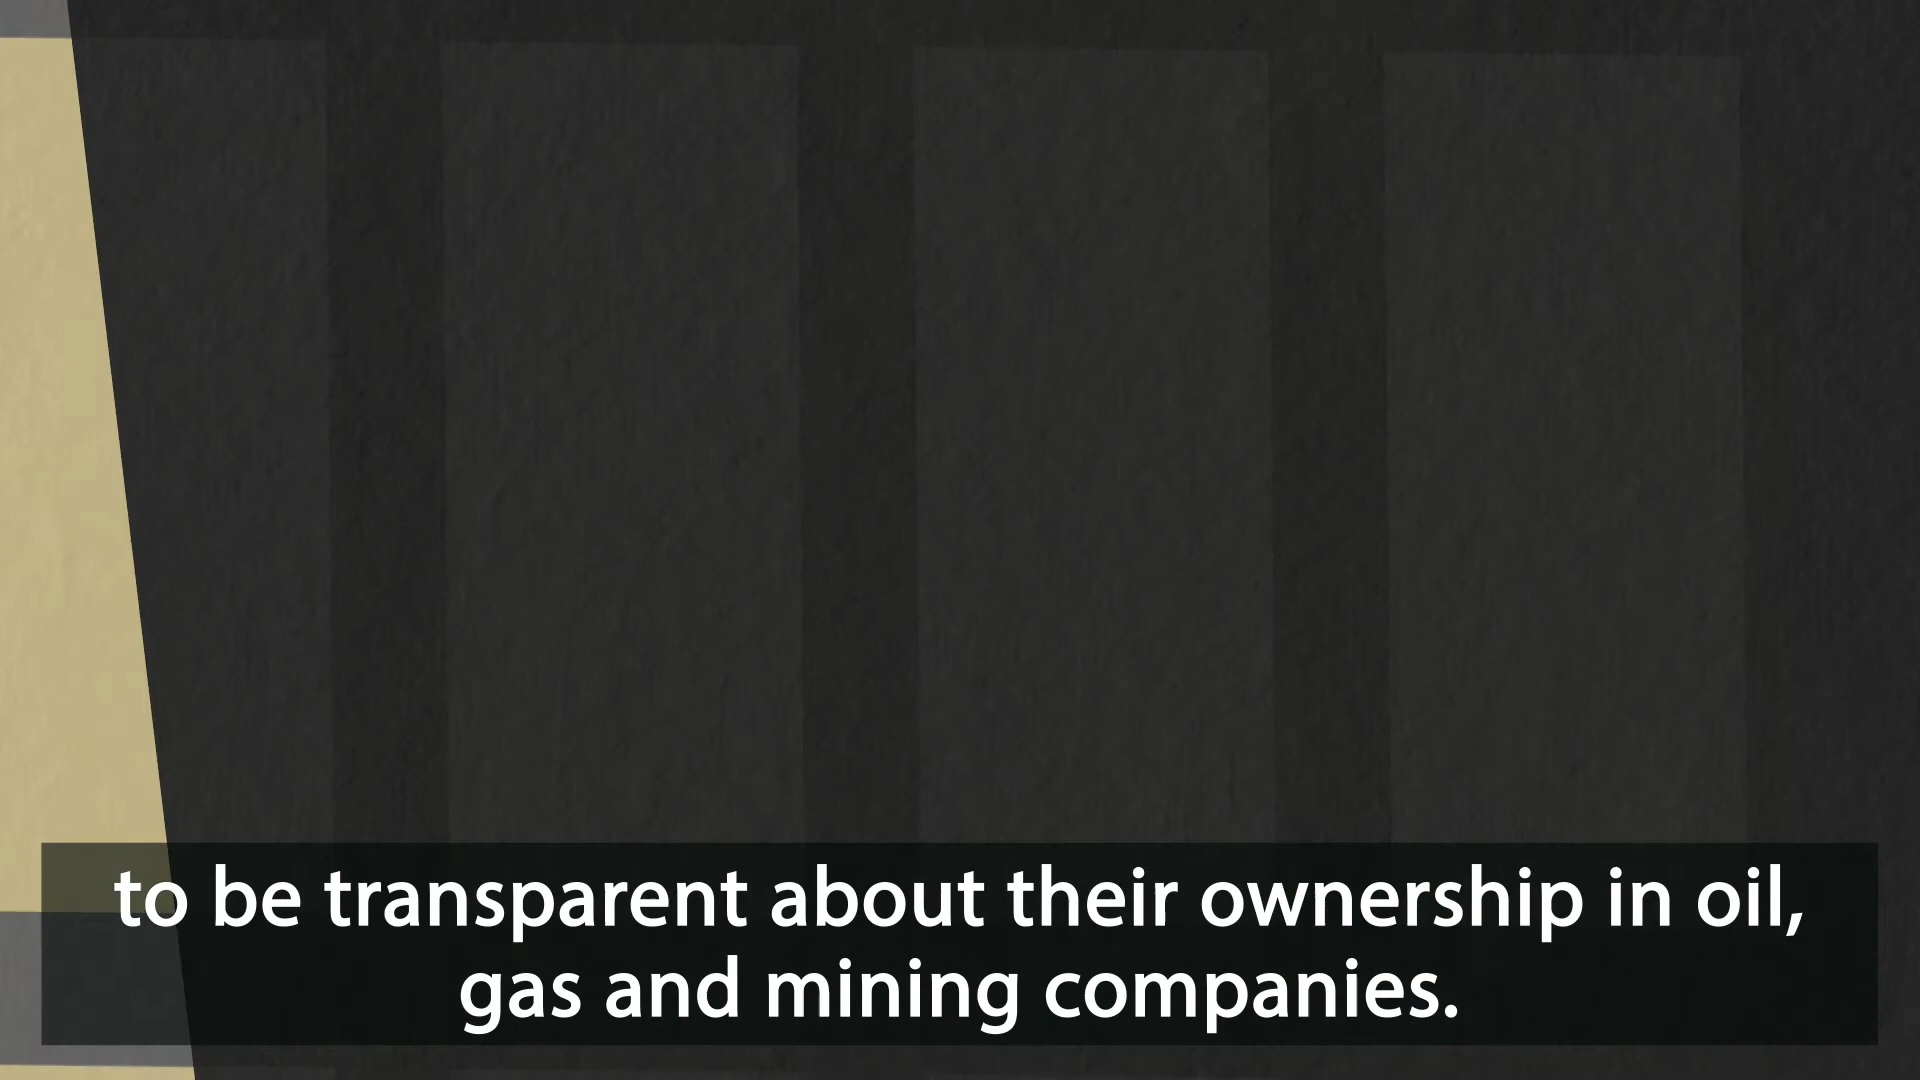 to be transparent about their ownership in oil,
gas and mining companies.